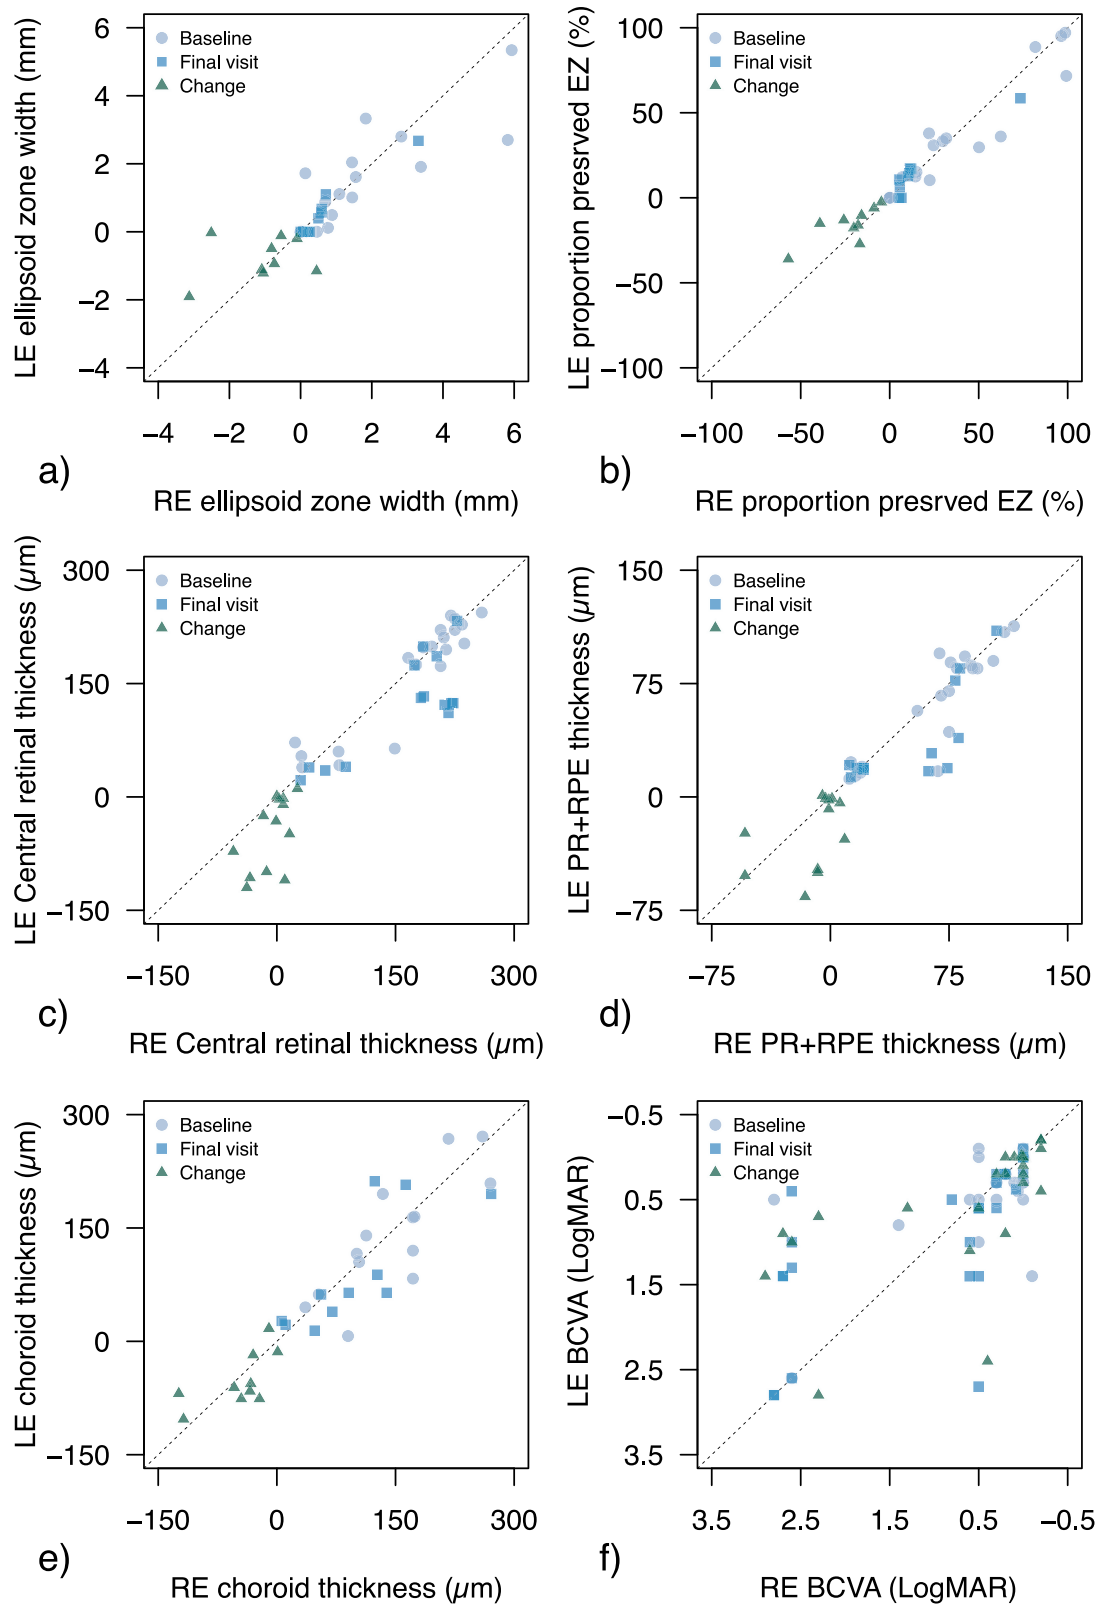 LE ellipsoid zone width (mm)
6
4
2
0
−2
−4
Baseline
Final visit
Change
−4 −2 0 2 4 6
a)
RE ellipsoid zone width (mm)
LE proportion presrved EZ (%)
100
50
0
−50
−100
Baseline
Final visit
Change
−100 −50 0 50 100
b)
RE proportion presrved EZ (%)
LE Central retinal thickness (µm)
300
150
0
−150
Baseline
Final visit
Change
−150 0 150 300
c)
RE Central retinal thickness (µm)
LE PR+RPE thickness (µm)
150
75
0
−75
Baseline
Final visit
Change
−75 0 75 150
d)
RE PR+RPE thickness (µm)
LE choroid thickness (µm)
300
150
0
−150
Baseline
Final visit
Change
−150 0 150 300
e)
RE choroid thickness (µm)
LE BCVA (LogMAR)
−0.5
0.5
1.5
2.5
3.5
Baseline
Final visit
Change
3.5 2.5 1.5 0.5 −0.5
f)
RE BCVA (LogMAR)